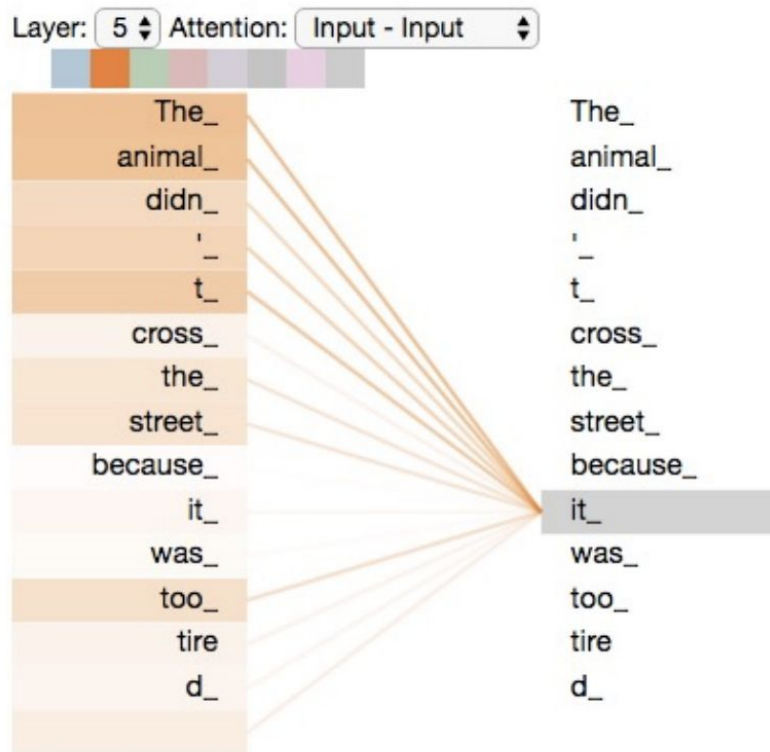 Layer: 5 Attention: Input - Input
The_ The_
animal_ animal_
didn_ didn_
'_ '_
t_ t_
cross_ cross_
the_ the_
street_ street_
because_ because_
it_ it_
was_ was_
too_ too_
tire tire
d_ d_